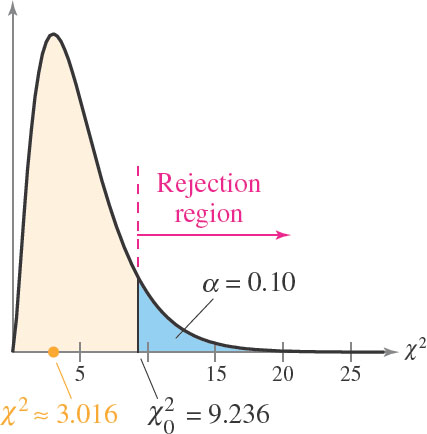 Rejection
region
α = 0.10
χ²
5 15 20 25
χ² ≈ 3.016
χ²₀ = 9.236